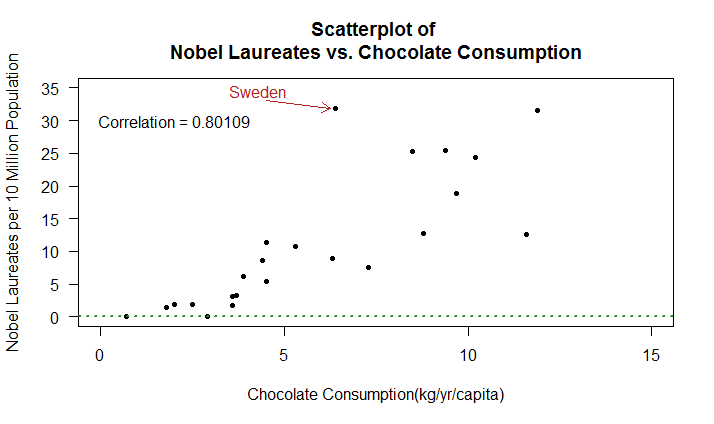 Scatterplot of
Nobel Laureates vs. Chocolate Consumption
Nobel Laureates per 10 Million Population
35
30
25
20
15
10
5
0
Sweden
Correlation = 0.80109
0
5
10
15
Chocolate Consumption(kg/yr/capita)